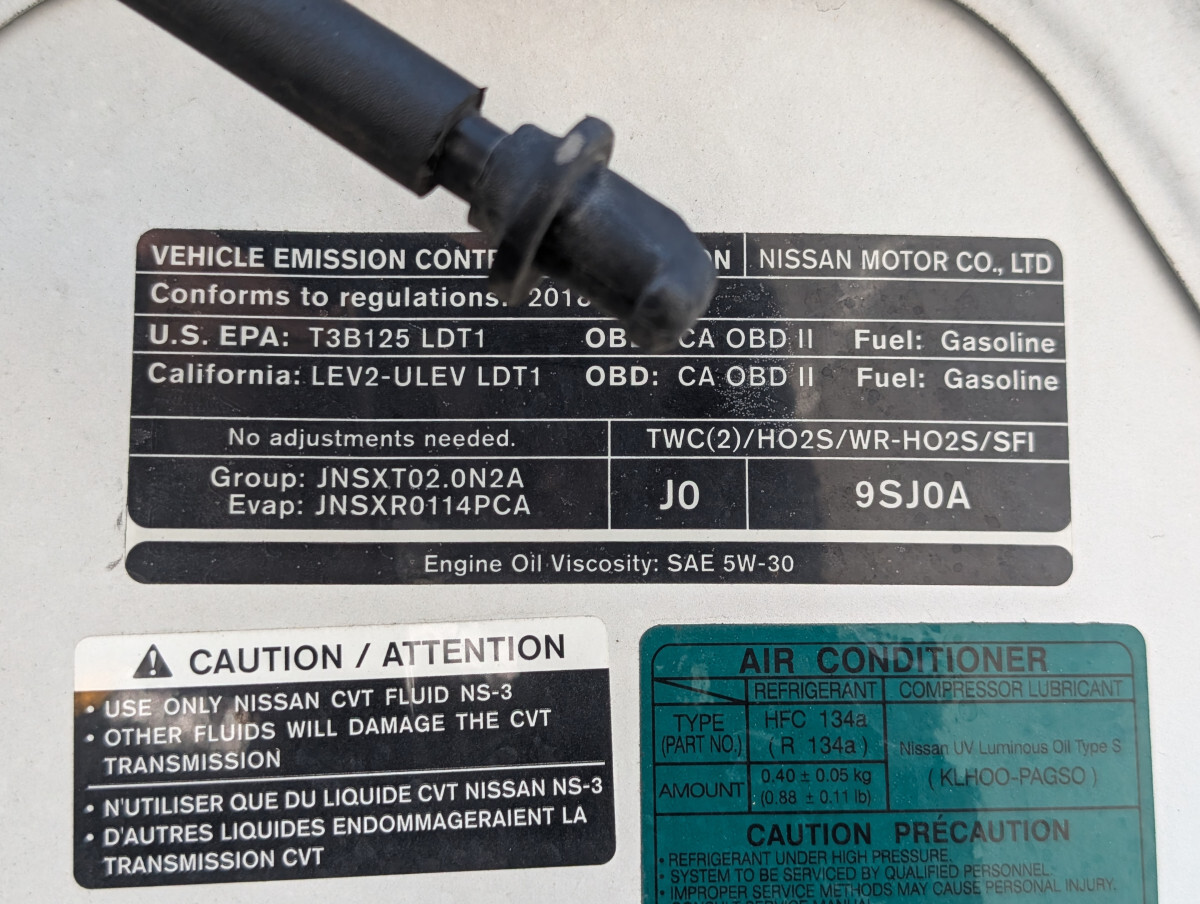 VEHICLE EMISSION
NISSAN MOTOR CO., LTD
Conforms to regulations:
U.S. EPA: T3B125 LDT1 CA OBD II Fuel: Gasoline
California: LEV2-ULEV LDT1 OBD: CA OBD II Fuel: Gasoline
No adjustments needed.
TWC(2)/HO2S/WR-HO2S/SFI
Group: JNSXT02.0N2A
Evap: JNSXR0114PCA
J0
9SJ0A
Engine Oil Viscosity: SAE 5W-30
CAUTION / ATTENTION
• USE ONLY NISSAN CVT FLUID NS-3
• OTHER FLUIDS WILL DAMAGE THE CVT
TRANSMISSION
• N'UTILISER QUE DU LIQUIDE CVT NISSAN NS-3
• D'AUTRES LIQUIDES ENDOMMAGERAIENT LA
TRANSMISSION CVT
AIR CONDITIONER
REFRIGERANT COMPRESSOR LUBRICANT
TYPE
(PART NO.)
HFC 134a
(R 134a)
Nissan UV Luminous Oil Type S
(KLHOO-PAGSO)
AMOUNT
0.40 ± 0.05 kg
(0.88 ± 0.11 lb)
CAUTION PRÉCAUTION
• REFRIGERANT UNDER HIGH PRESSURE.
• SYSTEM TO BE SERVICED BY QUALIFIED PERSONNEL.
• IMPROPER SERVICE METHODS MAY CAUSE PERSONAL INJURY.